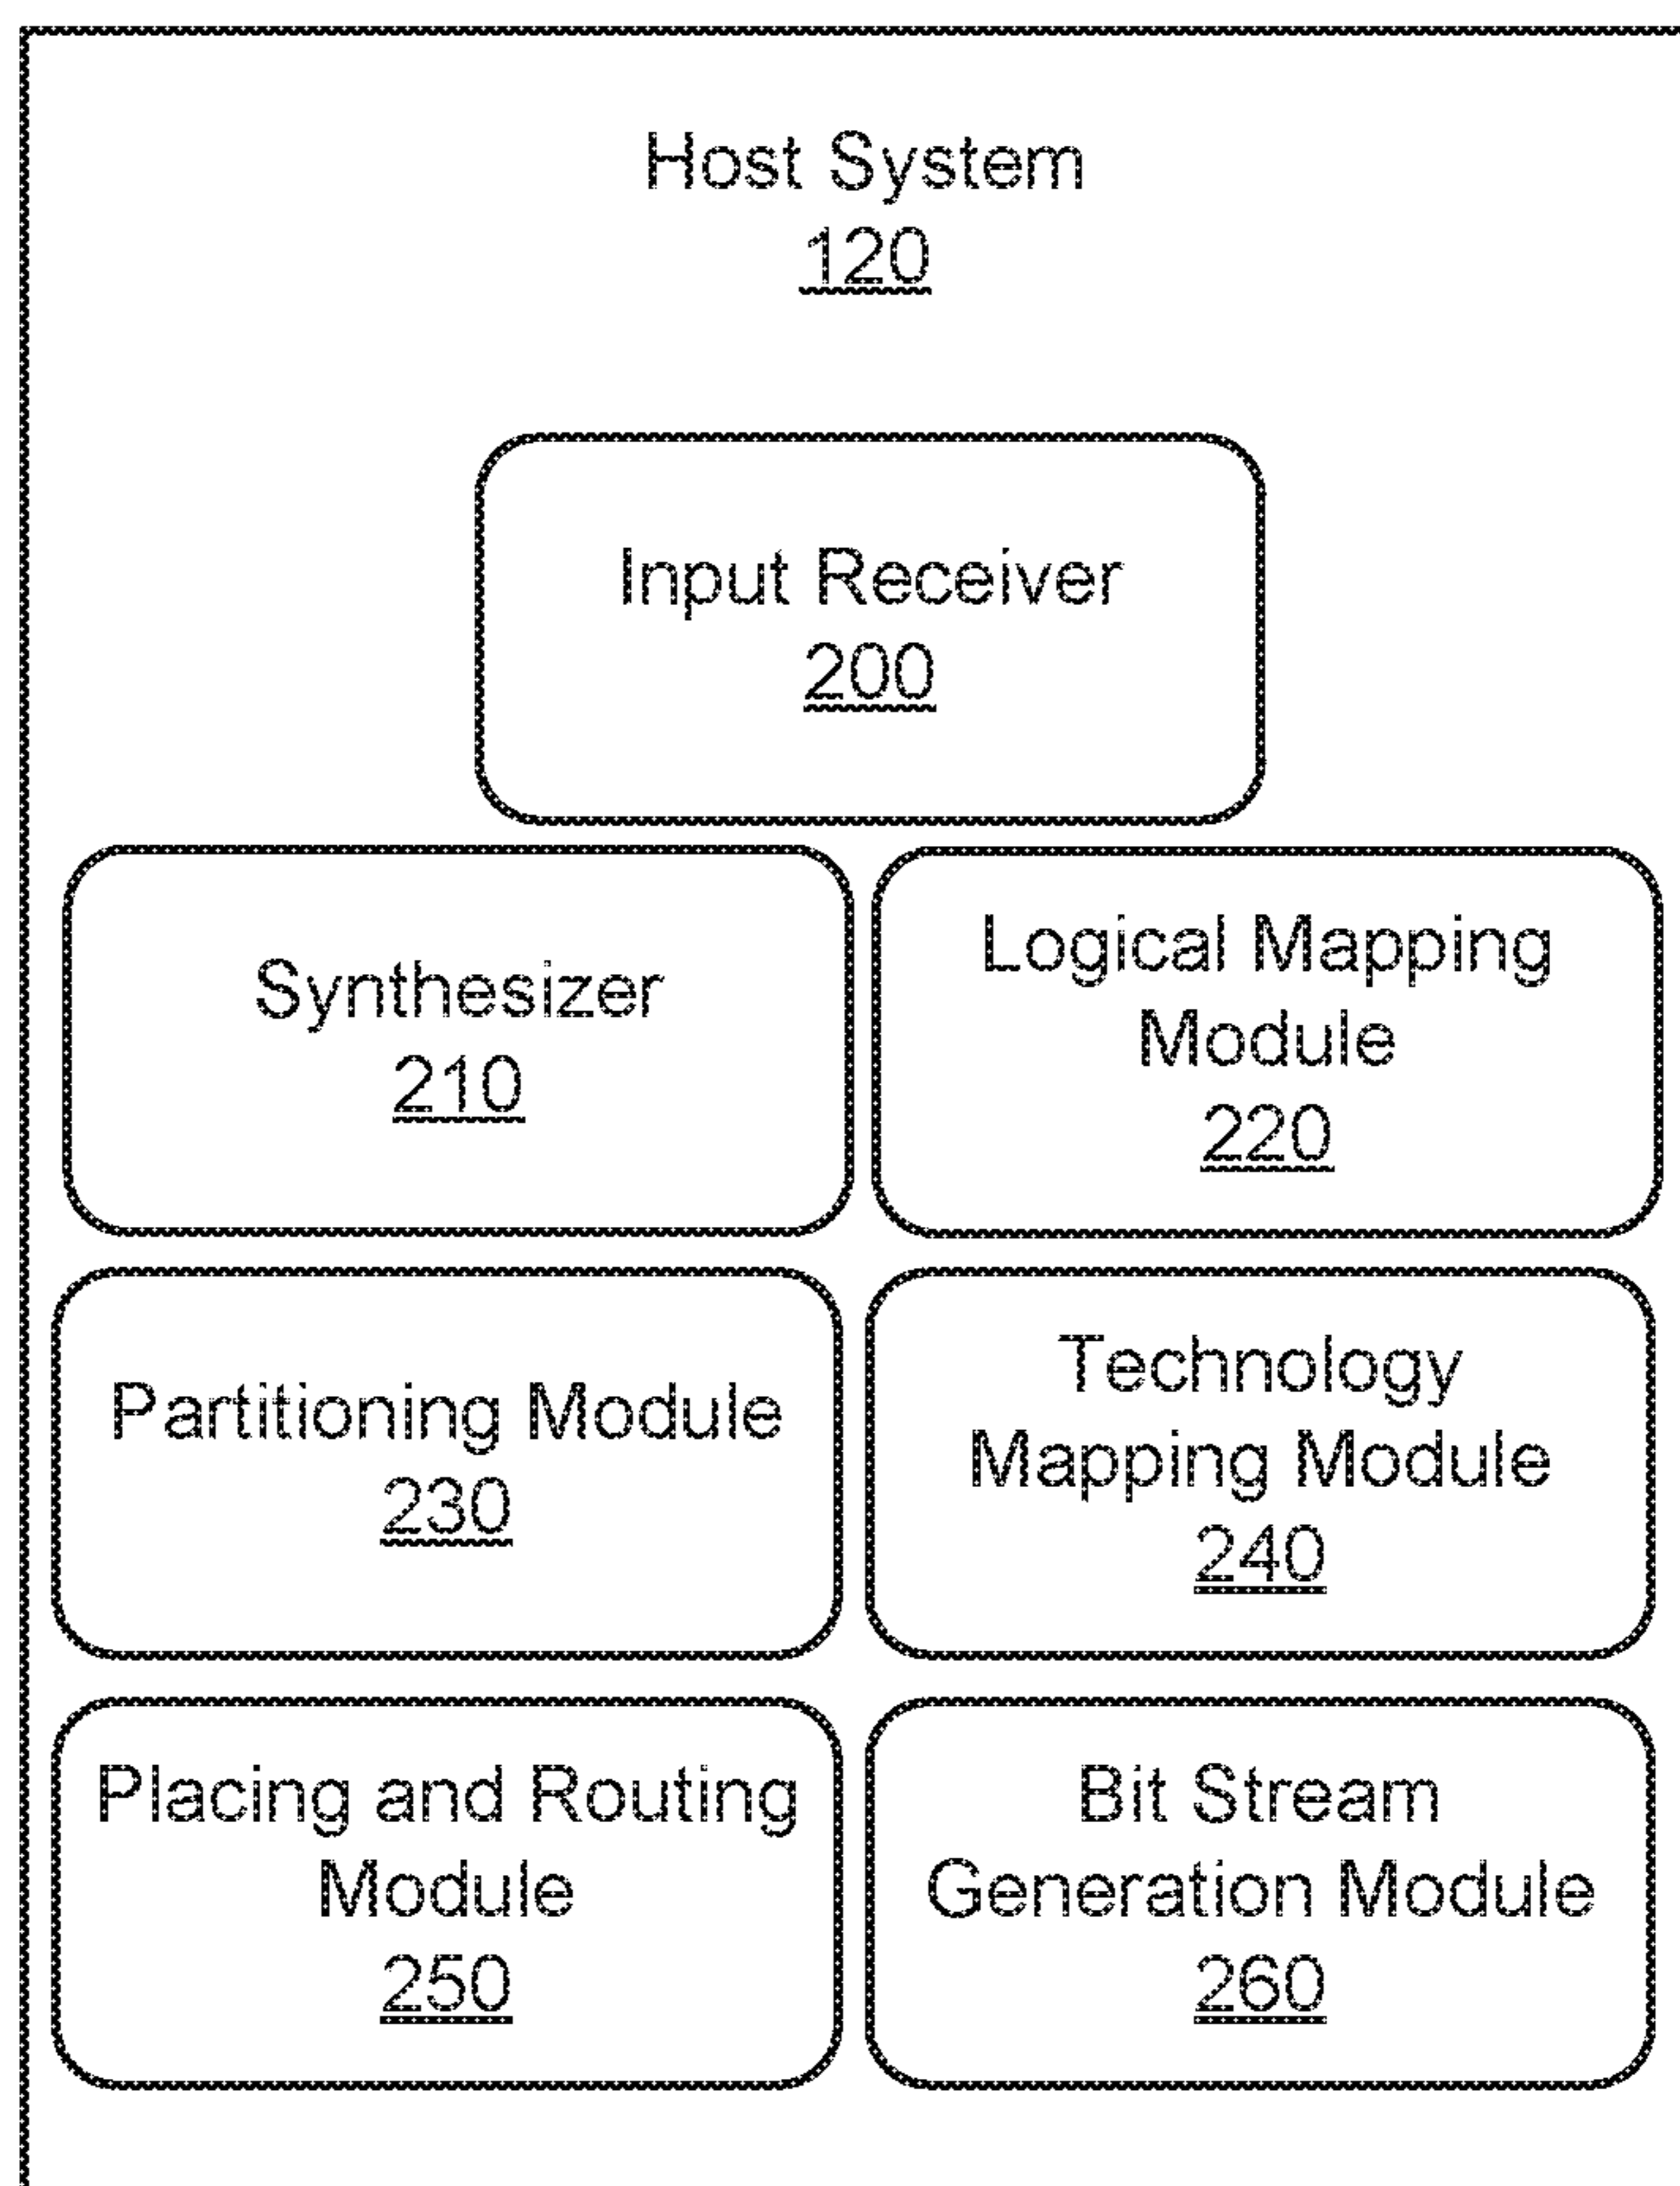 Host System
120
Input Receiver
200
Synthesizer
210
Logical Mapping
Module
220
Partitioning Module
230
Technology
Mapping Module
240
Placing and Routing
Module
250
Bit Stream
Generation Module
260